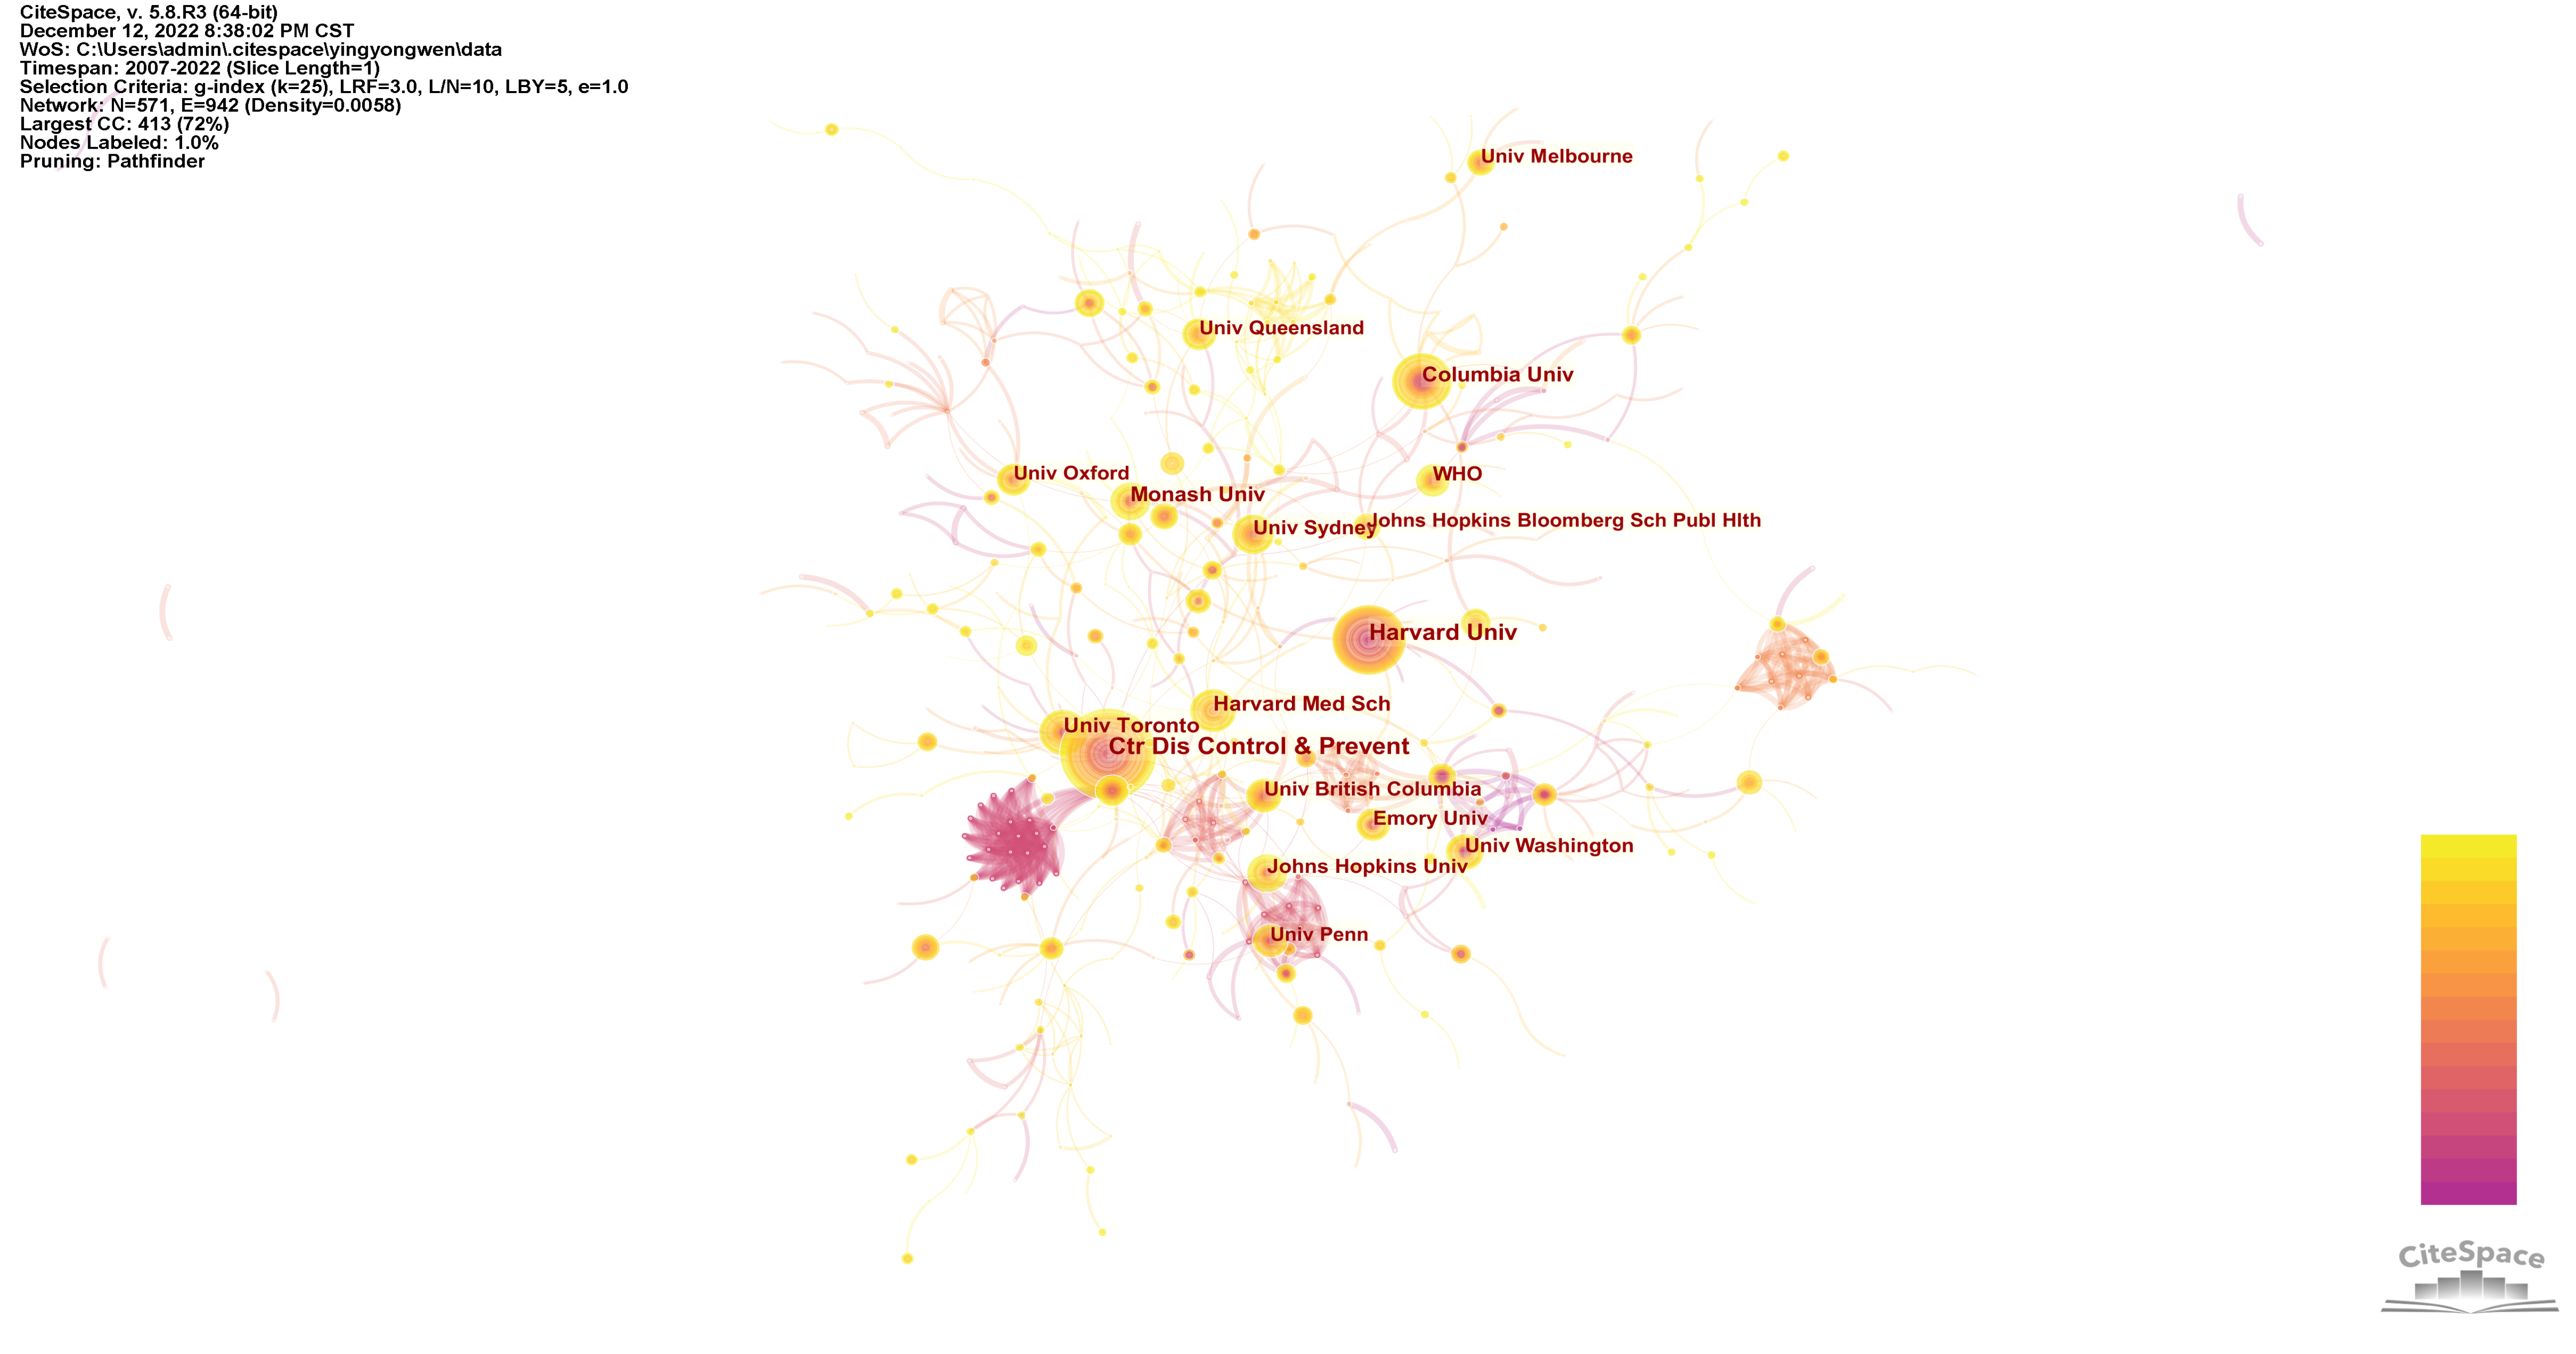 CiteSpace, v. 5.8.R3 (64-bit)
December 12, 2022 8:38:02 PM CST
WoS: C:\Users\admin\.citespace\yingyongwen\data
Timespan: 2007-2022 (Slice Length=1)
Selection Criteria: g-index (k=25), LRF=3.0, L/N=10, LBY=5, e=1.0
Network: N=571, E=942 (Density=0.0058)
Largest CC: 413 (72%)
Nodes Labeled: 1.0%
Pruning: Pathfinder
Univ Melbourne
Univ Queensland
Columbia Univ
Univ Oxford
WHO
Monash Univ
Johns Hopkins Bloomberg Sch Publ Hlth
Univ Sydney
Harvard Univ
Harvard Med Sch
Univ Toronto
Ctr Dis Control & Prevent
Univ British Columbia
Emory Univ
Univ Washington
Johns Hopkins Univ
Univ Penn
CiteSpace